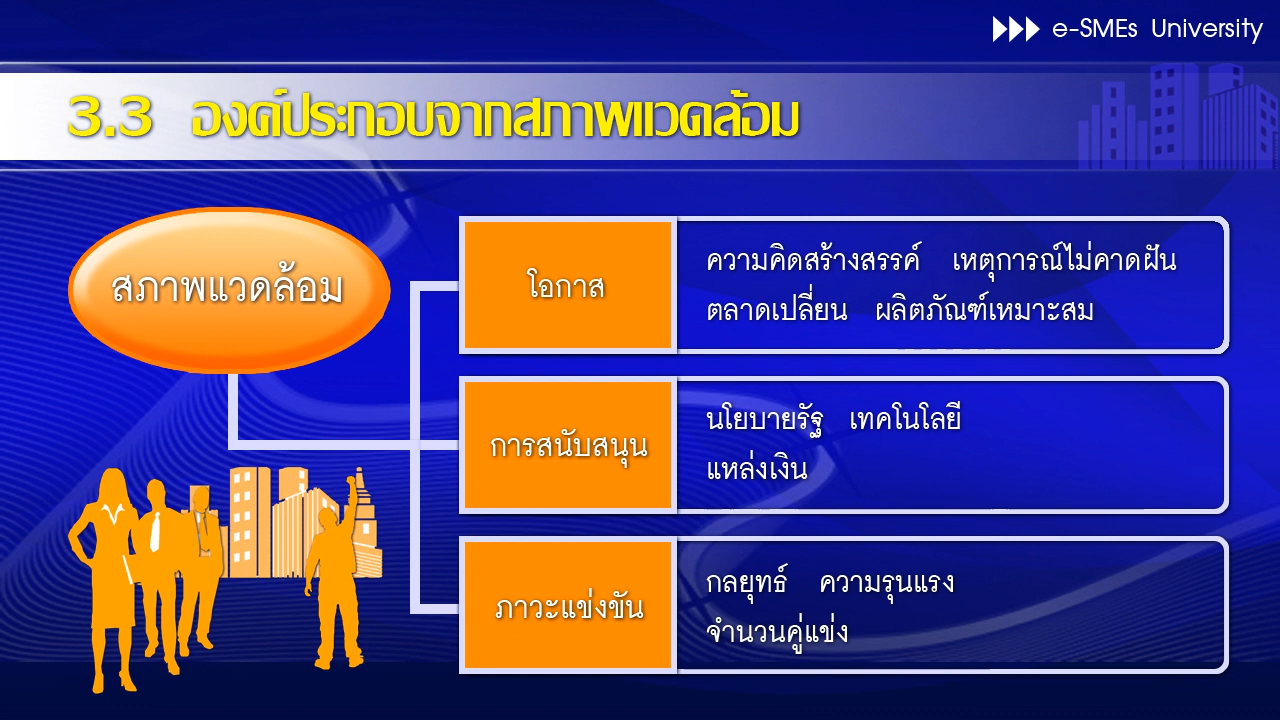 e-SMEs University
3.3 องค์ประกอบจากสภาพแวดล้อม
สภาพแวดล้อม
โอกาส
ความคิดสร้างสรรค์ เหตุการณ์ไม่คาดฝัน
ตลาดเปลี่ยน ผลิตภัณฑ์เหมาะสม
การสนับสนุน
นโยบายรัฐ เทคโนโลยี
แหล่งเงิน
ภาวะแข่งขัน
กลยุทธ์ ความรุนแรง
จำนวนคู่แข่ง